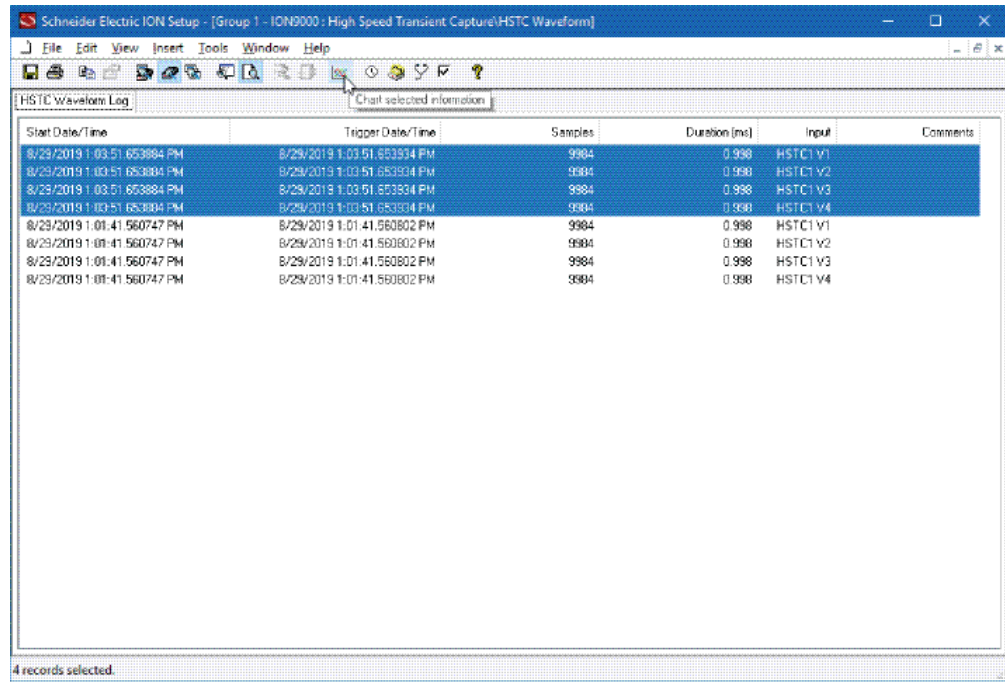 Schneider Electric ION Setup - [Group 1 - ION9000 : High Speed Transient Capture\HSTC Waveform]
File Edit View Insert Tools Window Help
HSTC Waveform Log
Chart selected information
Start Date/Time Trigger Date/Time Samples Duration (ms) Input Comments
8/29/2019 1:03:51.653884 PM 8/29/2019 1:03:51.653934 PM 9984 0.998 HSTC1 V1
8/29/2019 1:03:51.653884 PM 8/29/2019 1:03:51.653934 PM 9984 0.998 HSTC1 V2
8/29/2019 1:03:51.653884 PM 8/29/2019 1:03:51.653934 PM 9984 0.998 HSTC1 V3
8/29/2019 1:03:51.653884 PM 8/29/2019 1:03:51.653934 PM 9984 0.998 HSTC1 V4
8/29/2019 1:01:41.560747 PM 8/29/2019 1:01:41.560802 PM 9984 0.998 HSTC1 V1
8/29/2019 1:01:41.560747 PM 8/29/2019 1:01:41.560802 PM 9984 0.998 HSTC1 V2
8/29/2019 1:01:41.560747 PM 8/29/2019 1:01:41.560802 PM 9984 0.998 HSTC1 V3
8/29/2019 1:01:41.560747 PM 8/29/2019 1:01:41.560802 PM 9984 0.998 HSTC1 V4
4 records selected.